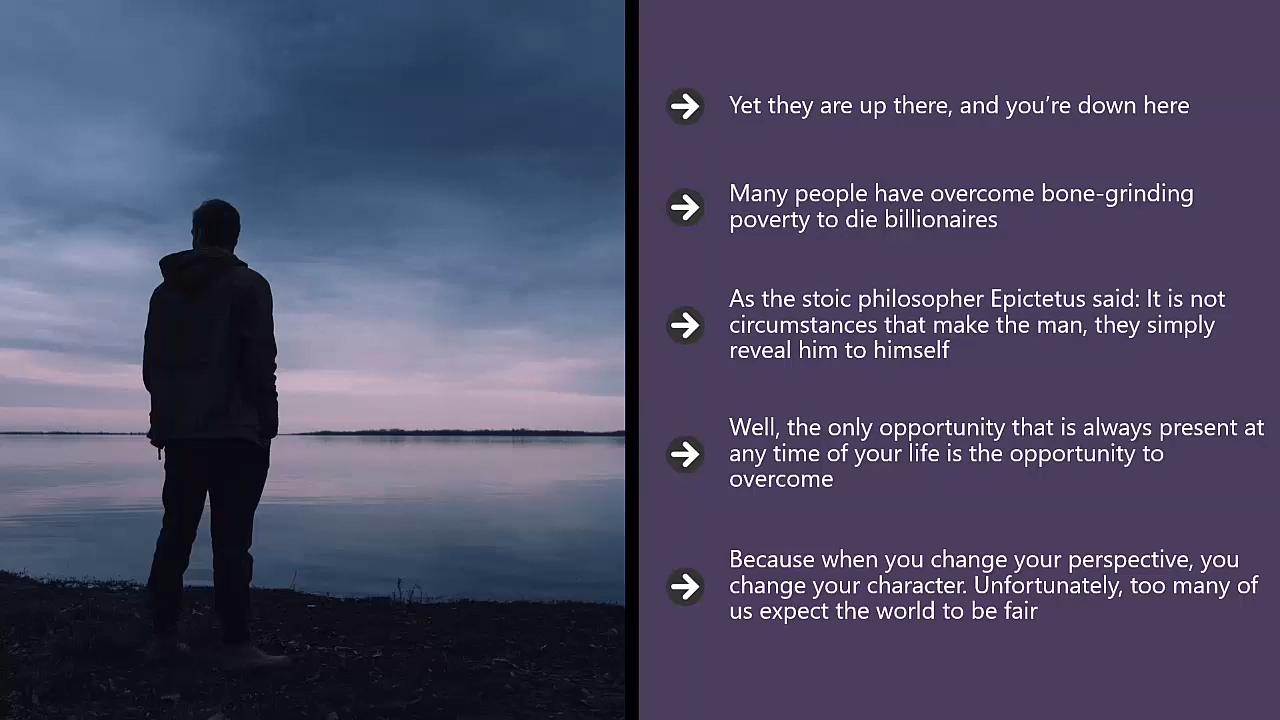 Yet they are up there, and you’re down here
Many people have overcome bone-grinding
poverty to die billionaires
As the stoic philosopher Epictetus said: It is not
circumstances that make the man, they simply
reveal him to himself
Well, the only opportunity that is always present at
any time of your life is the opportunity to
overcome
Because when you change your perspective, you
change your character. Unfortunately, too many of
us expect the world to be fair